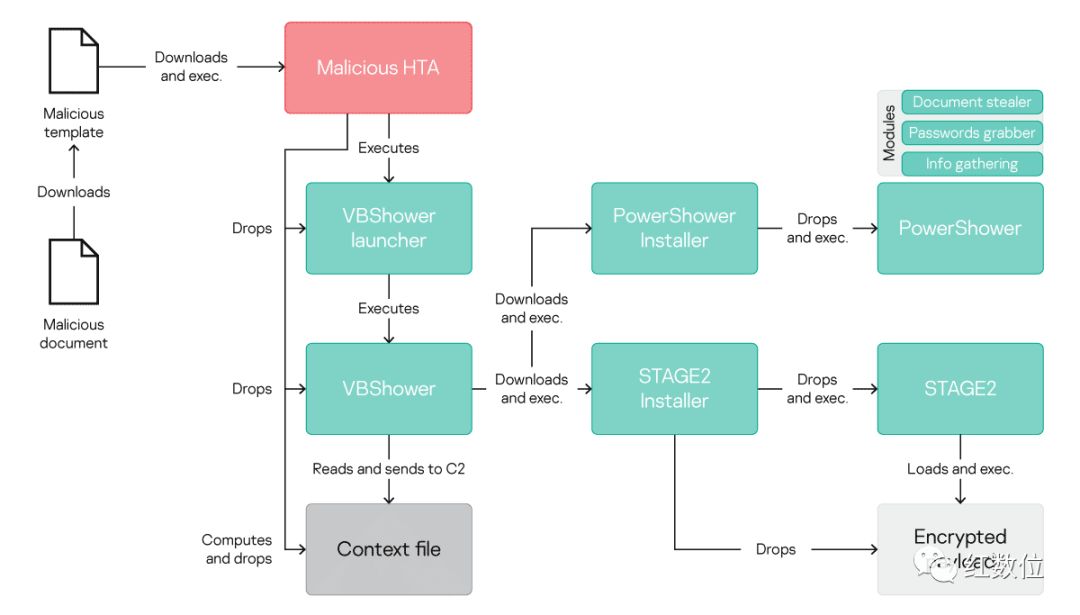 Malicious
template
Downloads
Malicious
document
Downloads
and exec.
Malicious HTA
Executes
Drops
VBShower
launcher
Executes
Drops
VBShower
Reads and sends to C2
Computes
and drops
Context file
Downloads
and exec.
Downloads
and exec.
PowerShower
Installer
Drops
and exec.
Modules
Document stealer
Passwords grabber
Info gathering
PowerShower
STAGE2
Installer
Drops
and exec.
STAGE2
Loads and exec.
Drops
Encrypted
红数位